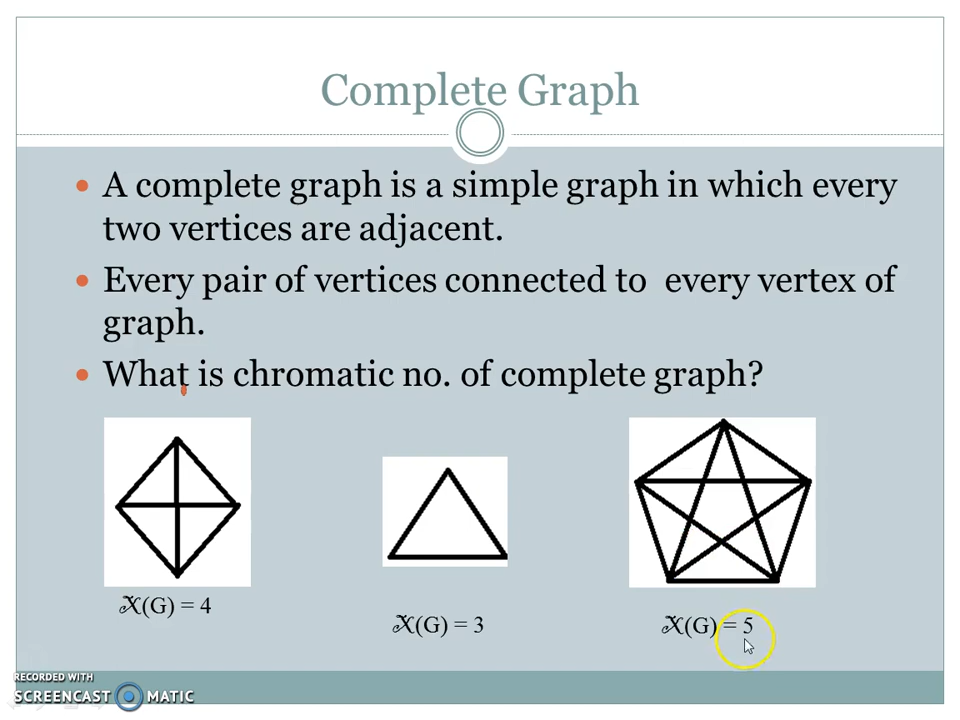 Complete Graph
A complete graph is a simple graph in which every
two vertices are adjacent.
Every pair of vertices connected to  every vertex of
graph.
What is chromatic no. of complete graph?
𝒳(G) = 4
𝒳(G) = 3
𝒳(G) = 5
RECORDED WITH
SCREENCAST MATIC